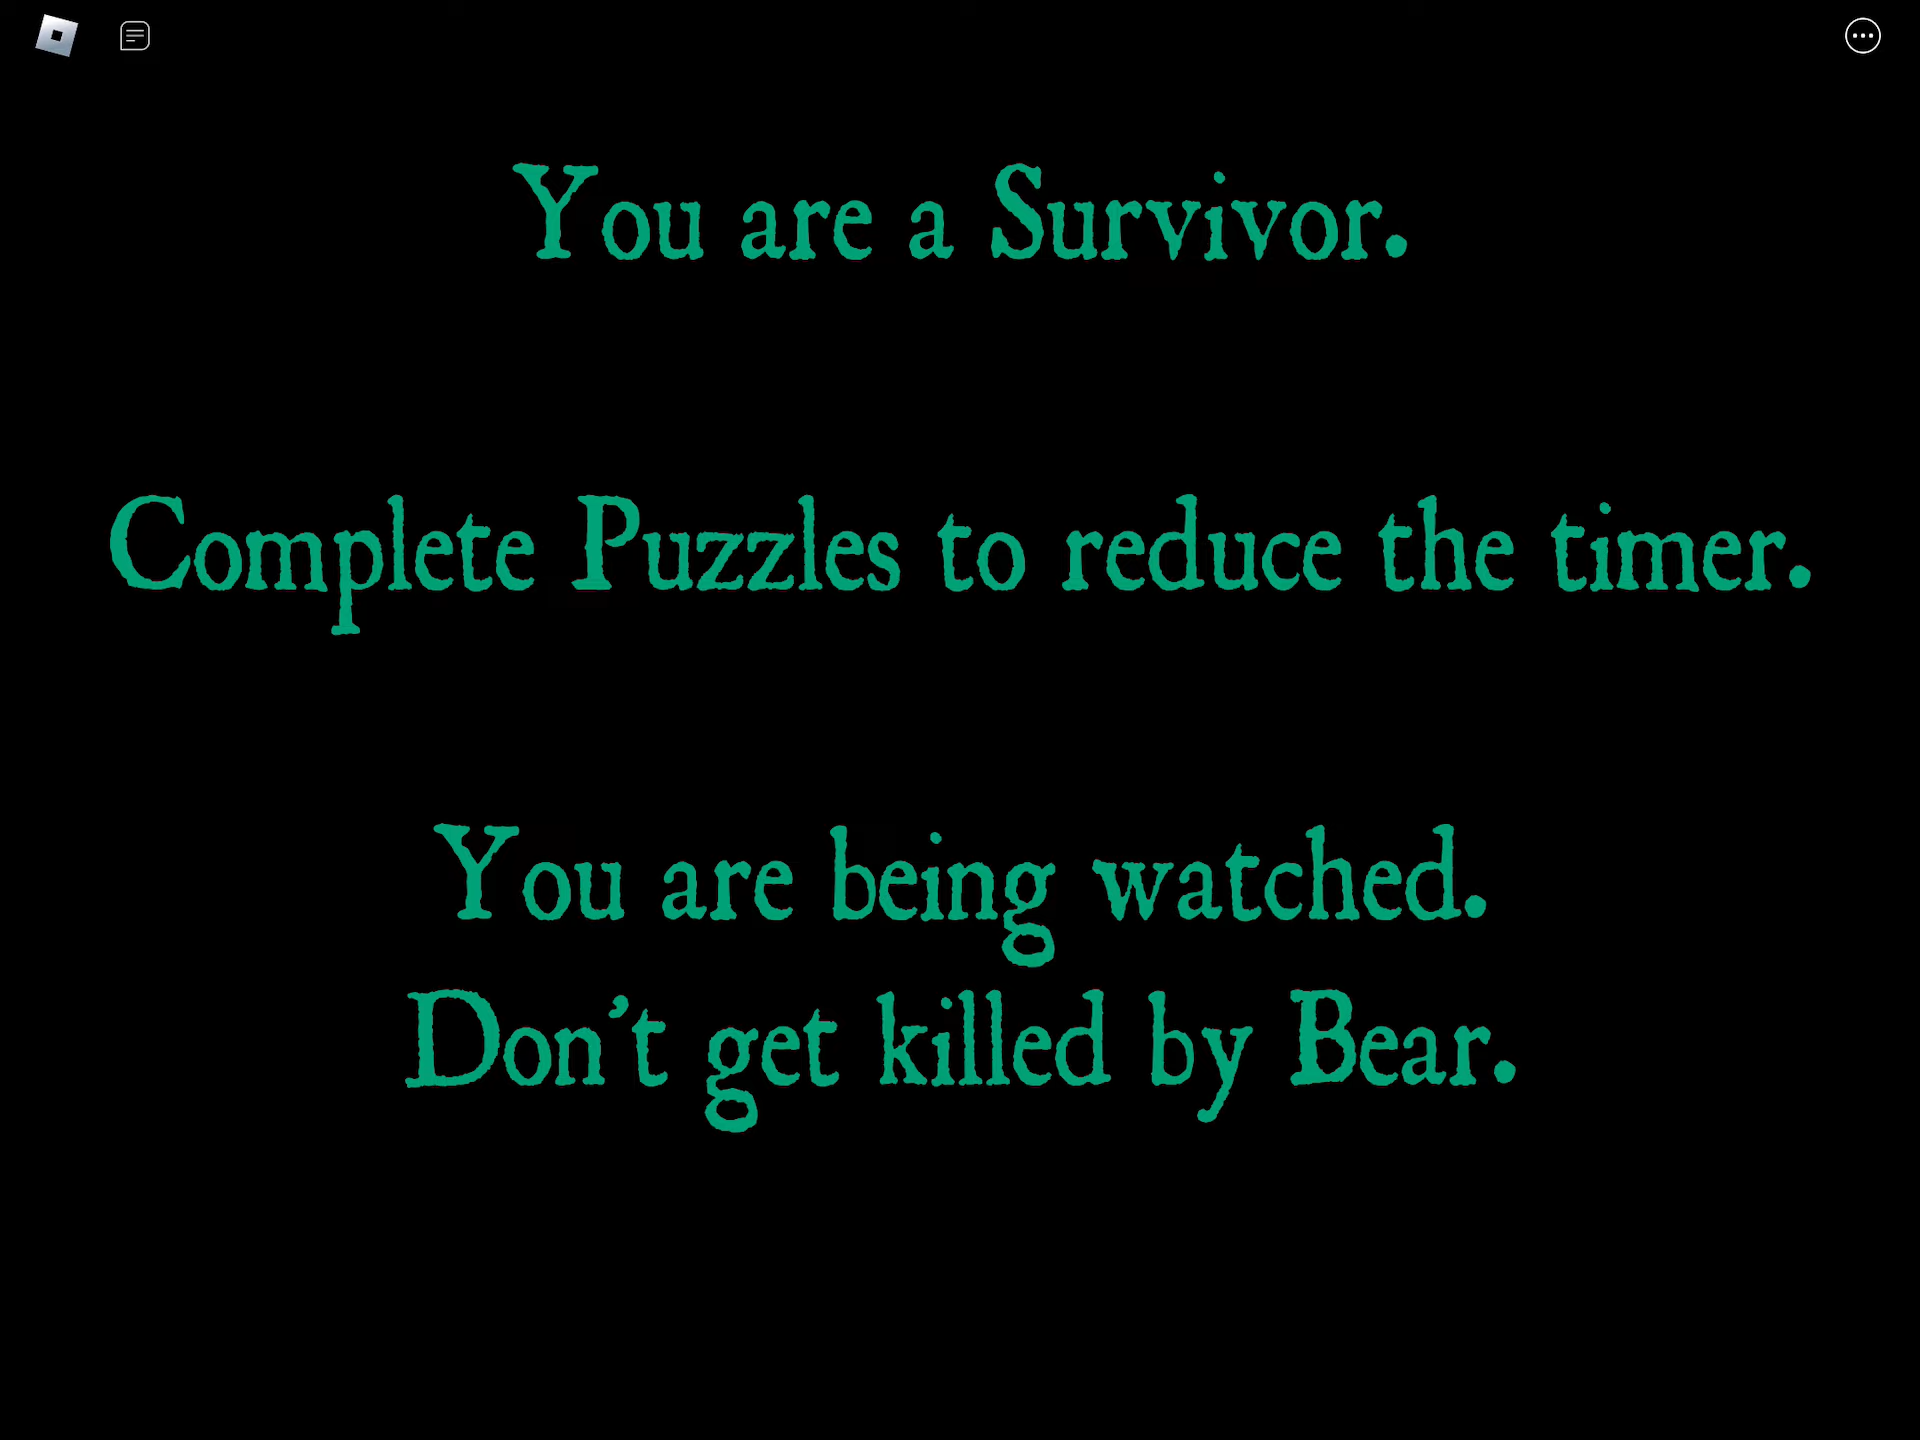 You are a Survivor.
Complete Puzzles to reduce the timer.
You are being watched.
Don't get killed by Bear.